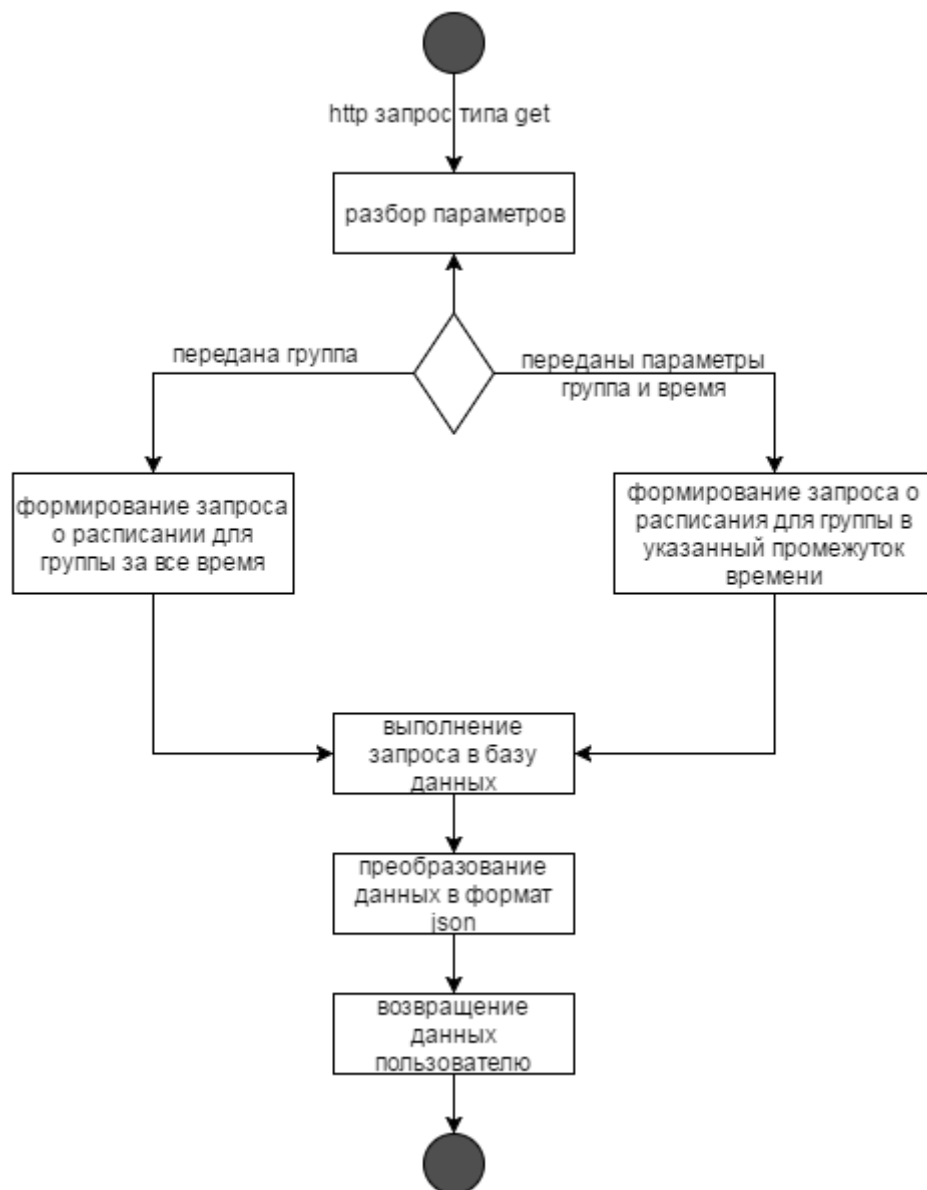 http запрос типа get
разбор параметров
передана группа
переданы параметры
группа и время
формирование запроса
о расписании для
группы за все время
формирование запроса о
расписания для группы в
указанный промежуток
времени
выполнение
запроса в базу
данных
преобразование
данных в формат
json
возвращение
данных
пользователю